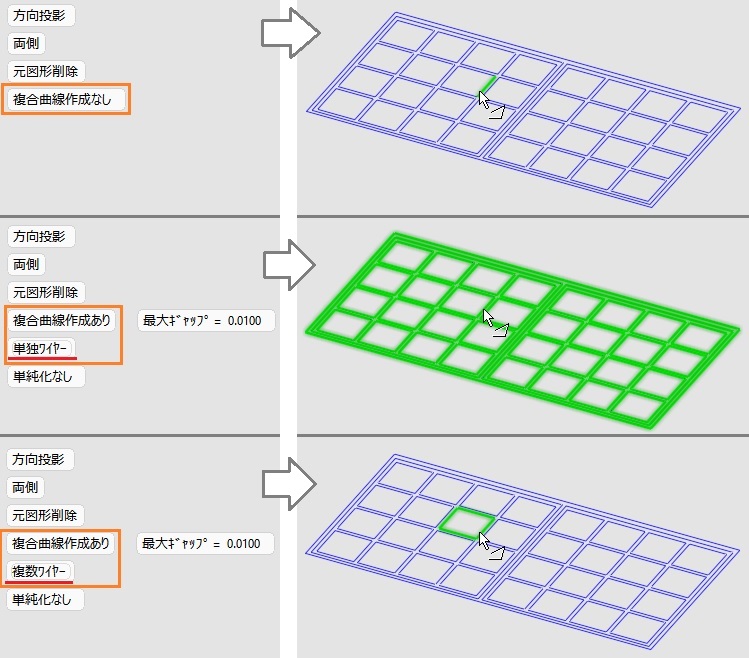 方向投影
両側
元図形削除
複合曲線作成なし
方向投影
両側
元図形削除
複合曲線作成あり 最大ｷﾞｬｯﾌﾟ = 0.0100
単独ﾜｲﾔｰ
単純化なし
方向投影
両側
元図形削除
複合曲線作成あり 最大ｷﾞｬｯﾌﾟ = 0.0100
複数ﾜｲﾔｰ
単純化なし